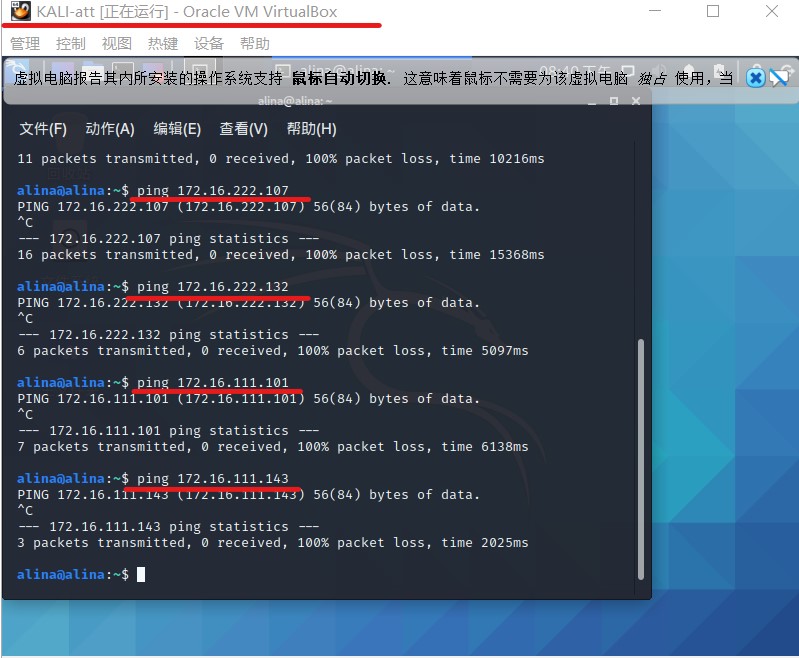 KALI-att [正在运行] - Oracle VM VirtualBox
管理 控制 视图 热键 设备 帮助
虚拟电脑报告其内所安装的操作系统支持 鼠标自动切换. 这意味着鼠标不需要为该虚拟电脑 独占 使用，当
alina@alina: ~
文件(F) 动作(A) 编辑(E) 查看(V) 帮助(H)
11 packets transmitted, 0 received, 100% packet loss, time 10216ms
alina@alina:~$ ping 172.16.222.107
PING 172.16.222.107 (172.16.222.107) 56(84) bytes of data.
^C
--- 172.16.222.107 ping statistics ---
16 packets transmitted, 0 received, 100% packet loss, time 15368ms
alina@alina:~$ ping 172.16.222.132
PING 172.16.222.132 (172.16.222.132) 56(84) bytes of data.
^C
--- 172.16.222.132 ping statistics ---
6 packets transmitted, 0 received, 100% packet loss, time 5097ms
alina@alina:~$ ping 172.16.111.101
PING 172.16.111.101 (172.16.111.101) 56(84) bytes of data.
^C
--- 172.16.111.101 ping statistics ---
7 packets transmitted, 0 received, 100% packet loss, time 6138ms
alina@alina:~$ ping 172.16.111.143
PING 172.16.111.143 (172.16.111.143) 56(84) bytes of data.
^C
--- 172.16.111.143 ping statistics ---
3 packets transmitted, 0 received, 100% packet loss, time 2025ms
alina@alina:~$